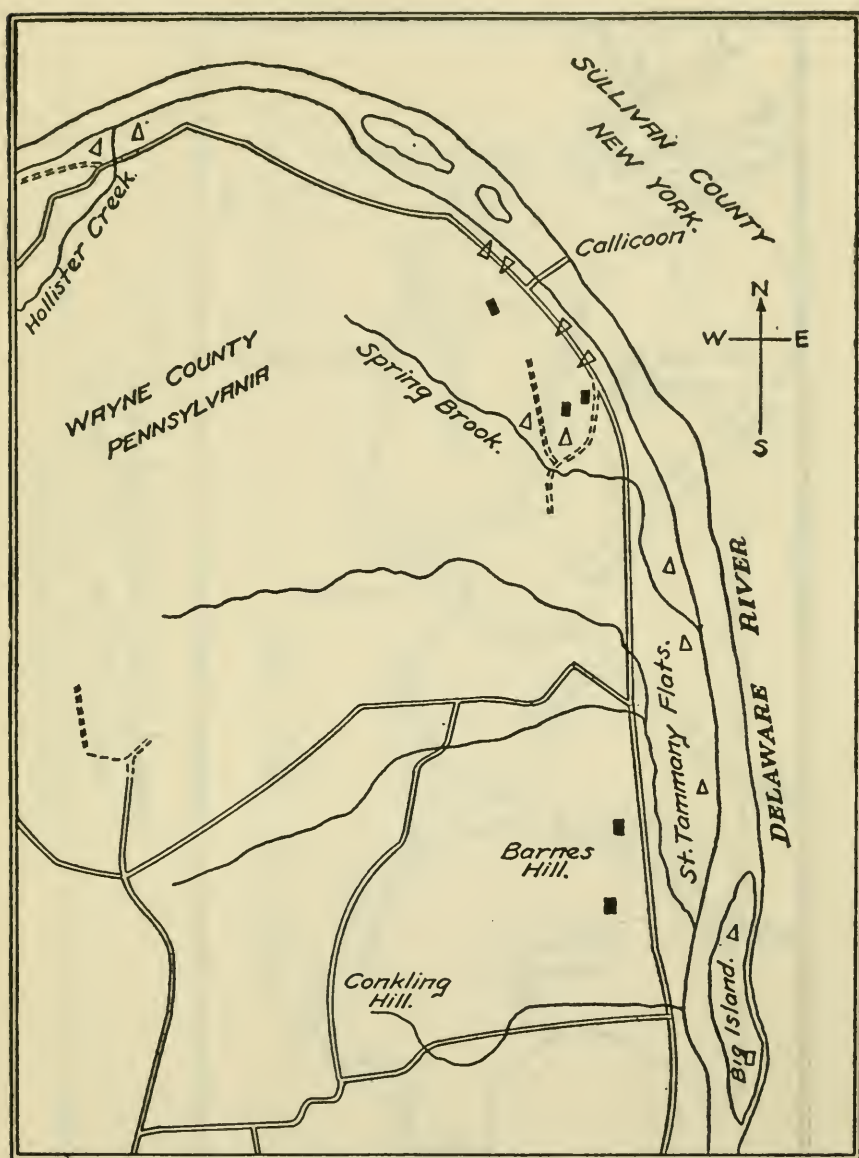 SULLIVAN COUNTY
NEW YORK.
Callicoon
Hollister Creek.
N
W E
S
WAYNE COUNTY
PENNSYLVANIA
Spring Brook.
DELAWARE RIVER
St. Tammany Flats.
Barnes
Hill.
Conkling
Hill.
Big Island.